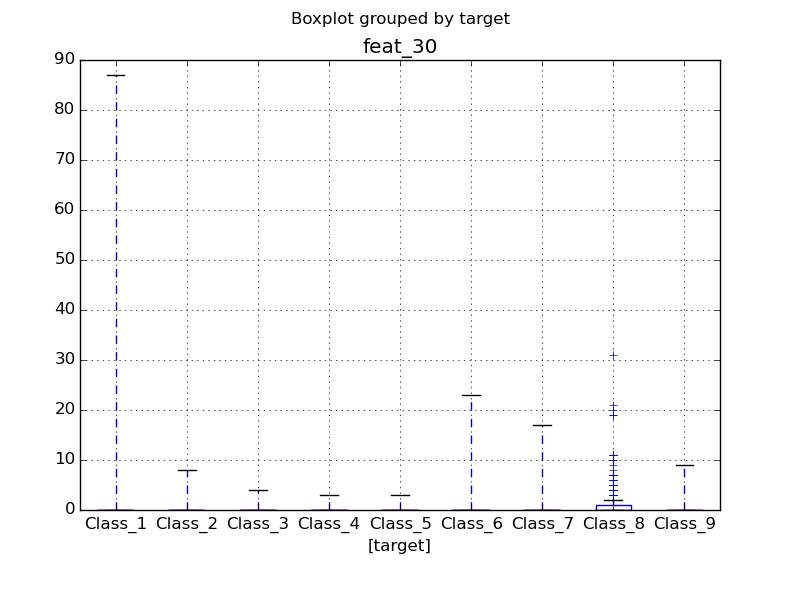 Boxplot grouped by target
feat_30
90
80
70
60
50
40
30
20
10
0
Class_1 Class_2 Class_3 Class_4 Class_5 Class_6 Class_7 Class_8 Class_9
[target]